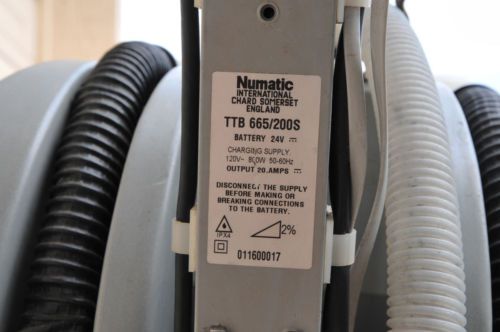 Numatic
INTERNATIONAL
CHARD SOMERSET
ENGLAND
TTB 665/200S
BATTERY 24V ⎓
CHARGING SUPPLY.
120V~ 800W 50-60Hz
OUTPUT 20.AMPS ⎓
DISCONNECT THE SUPPLY
BEFORE MAKING OR
BREAKING CONNECTIONS
TO THE BATTERY.
IPX4
2%
011600017